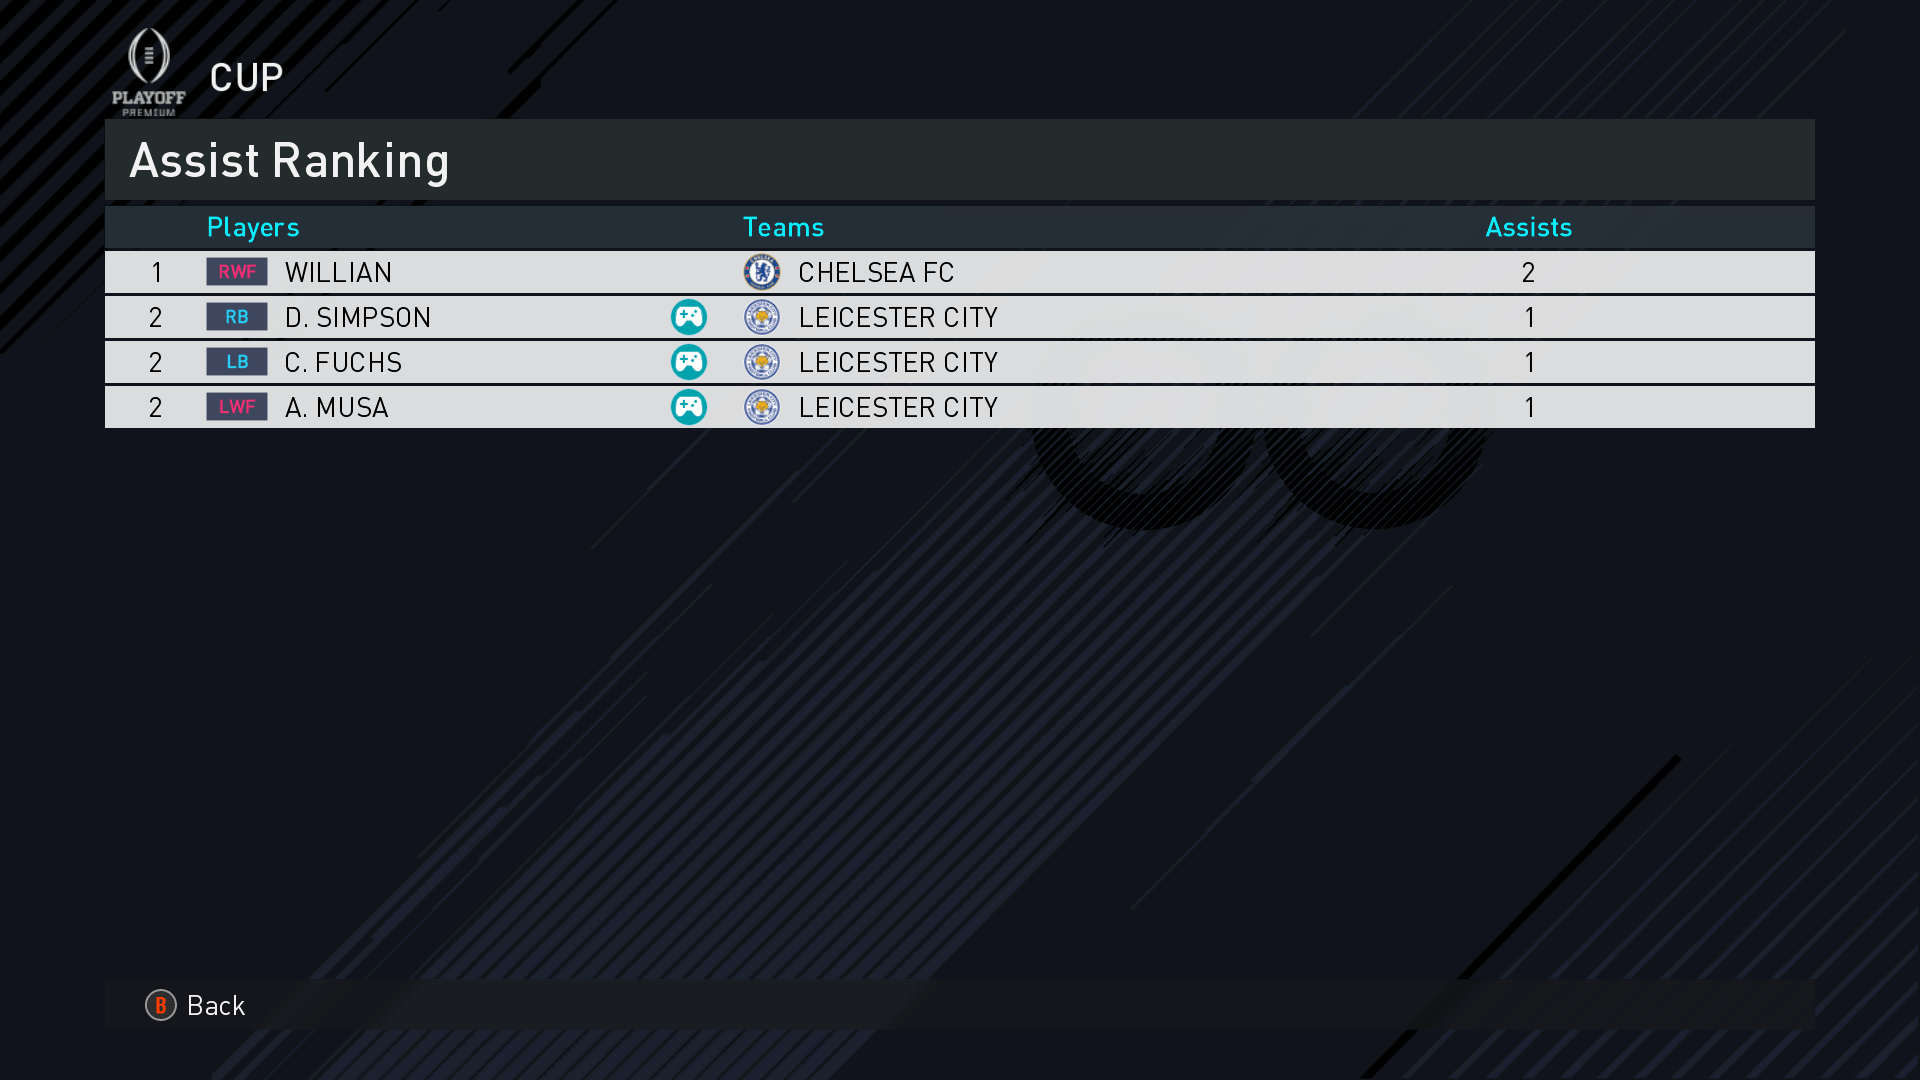 PLAYOFF
PREMIUM
CUP
Assist Ranking
Players Teams Assists
1 RWF WILLIAN CHELSEA FC 2
2 RB D. SIMPSON LEICESTER CITY 1
2 LB C. FUCHS LEICESTER CITY 1
2 LWF A. MUSA LEICESTER CITY 1
B Back